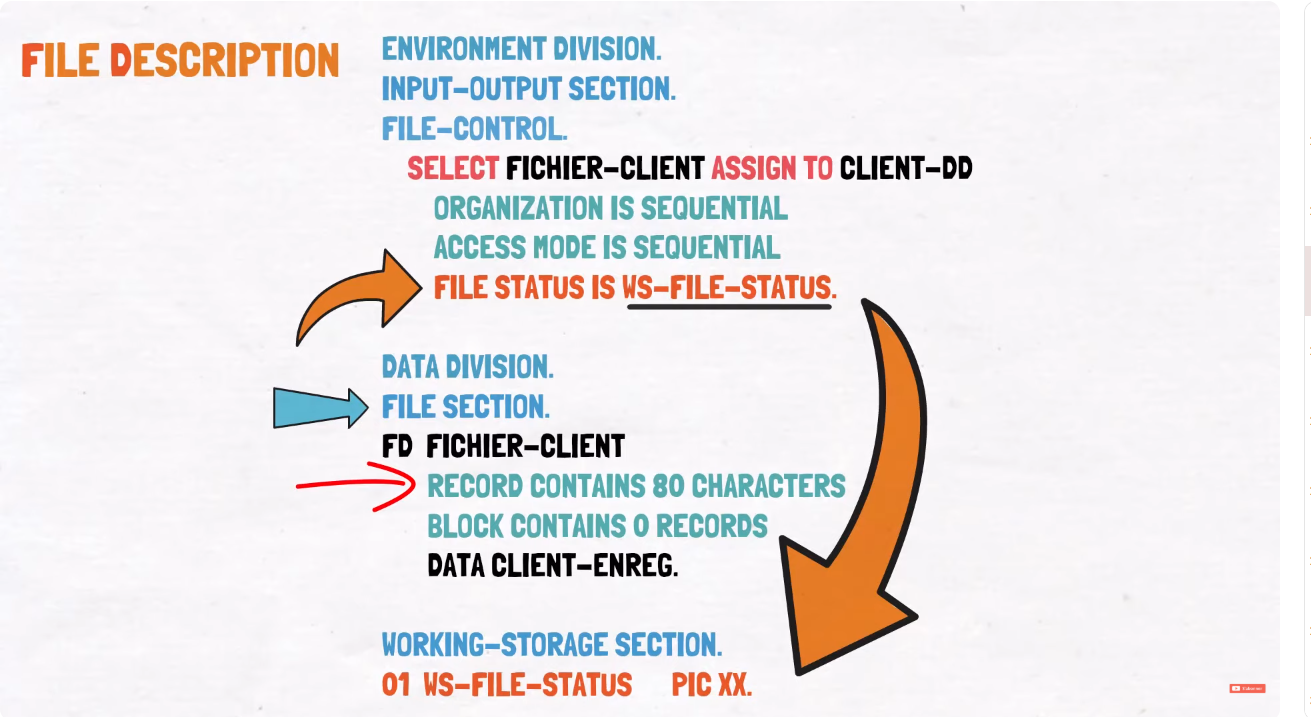 FILE DESCRIPTION
ENVIRONMENT DIVISION.
INPUT-OUTPUT SECTION.
FILE-CONTROL.
SELECT FICHIER-CLIENT ASSIGN TO CLIENT-DD
ORGANIZATION IS SEQUENTIAL
ACCESS MODE IS SEQUENTIAL
FILE STATUS IS WS-FILE-STATUS.
DATA DIVISION.
FILE SECTION.
FD FICHIER-CLIENT
RECORD CONTAINS 80 CHARACTERS
BLOCK CONTAINS 0 RECORDS
DATA CLIENT-ENREG.
WORKING-STORAGE SECTION.
01 WS-FILE-STATUS PIC XX.